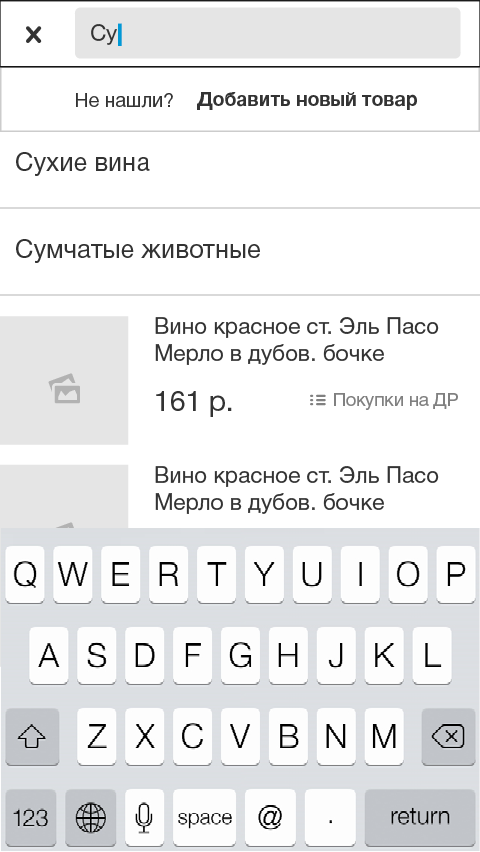 Су
Не нашли? Добавить новый товар
Сухие вина
Сумчатые животные
Вино красное ст. Эль Пасо
Мерло в дубов. бочке
161 р. Покупки на ДР
Вино красное ст. Эль Пасо
Мерло в дубов. бочке
Q W E R T Y U I O P
A S D F G H J K L
Z X C V B N M
123 space @ . return